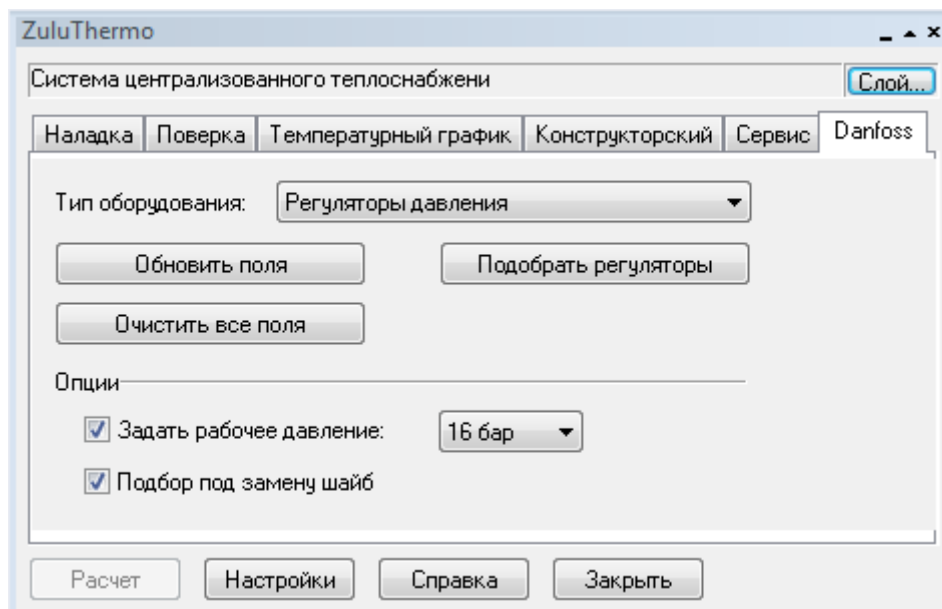 ZuluThermo
Система централизованного теплоснабжени
Слой...
Наладка Поверка Температурный график Конструкторский Сервис Danfoss
Тип оборудования: Регуляторы давления
Обновить поля Подобрать регуляторы
Очистить все поля
Опции
Задать рабочее давление: 16 бар
Подбор под замену шайб
Расчет Настройки Справка Закрыть